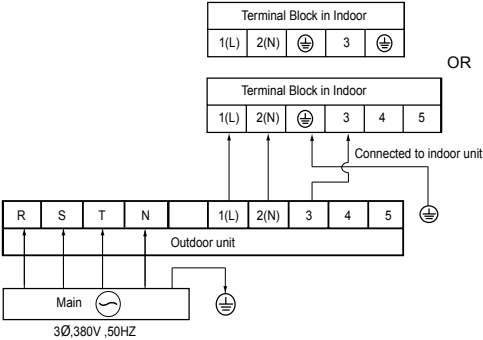 Terminal Block in Indoor
1(L) 2(N) 3
OR
Terminal Block in Indoor
1(L) 2(N) 3 4 5
Connected to indoor unit
R S T N 1(L) 2(N) 3 4 5
Outdoor unit
Main
3Ø,380V ,50HZ